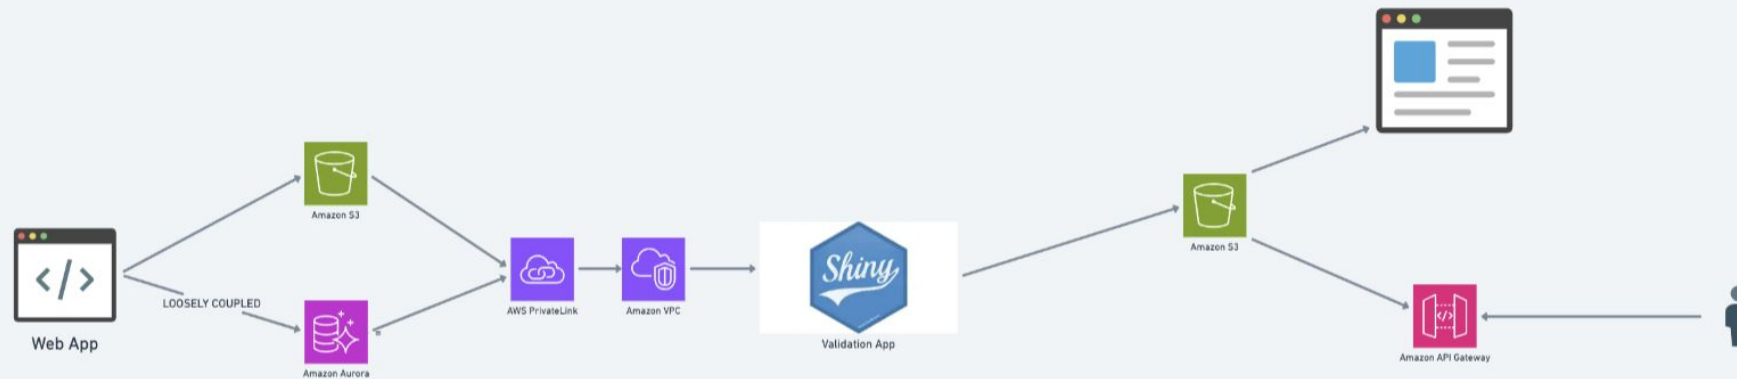 Amazon S3
</>
LOOSELY COUPLED
Web App
Amazon Aurora
AWS PrivateLink
Amazon VPC
Shiny
Validation App
Amazon S3
</>
Amazon API Gateway